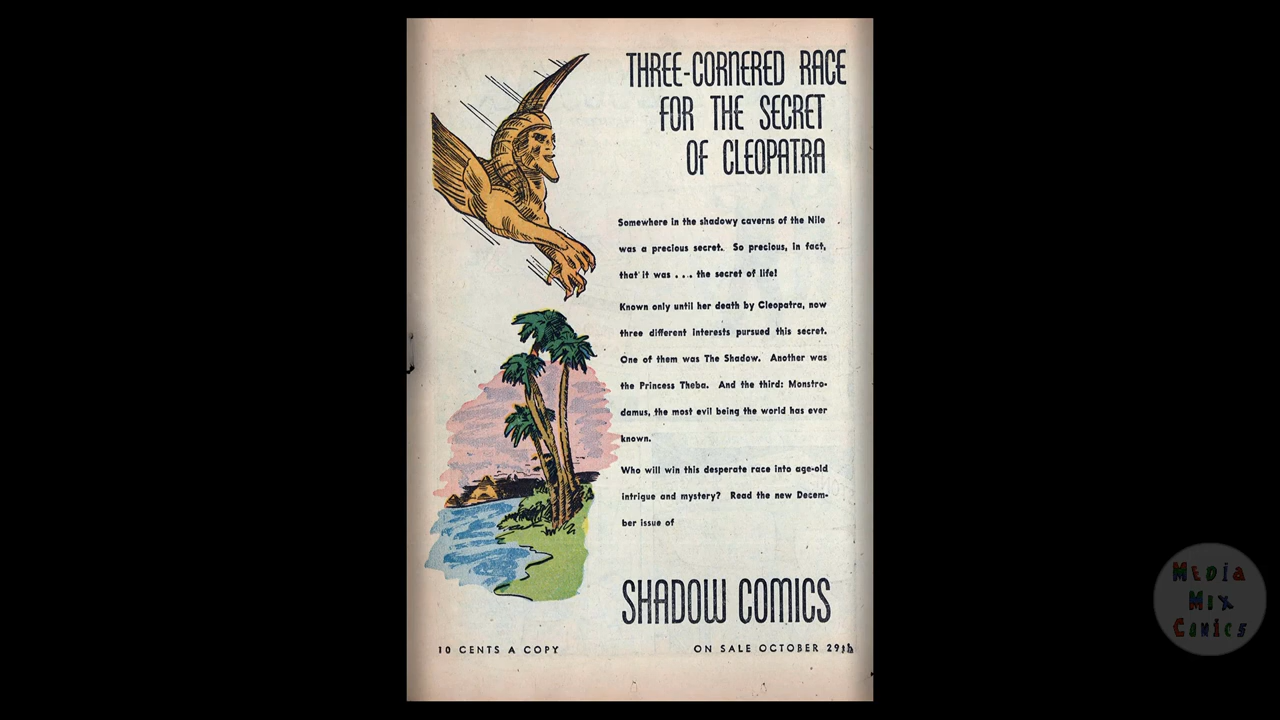 THREE-CORNERED RACE
FOR THE SECRET
OF CLEOPATRA
Somewhere in the shadowy caverns of the Nile
was a precious secret. So precious, in fact,
that it was . . . the secret of life!
Known only until her death by Cleopatra, now
three different interests pursued this secret.
One of them was The Shadow. Another was
the Princess Theba. And the third: Monstro-
damus, the most evil being the world has ever
known.
Who will win this desperate race into age-old
intrigue and mystery? Read the new Decem-
ber issue of
SHADOW COMICS
10 CENTS A COPY
ON SALE OCTOBER 29th
MEDiA
MiX
COMiCS